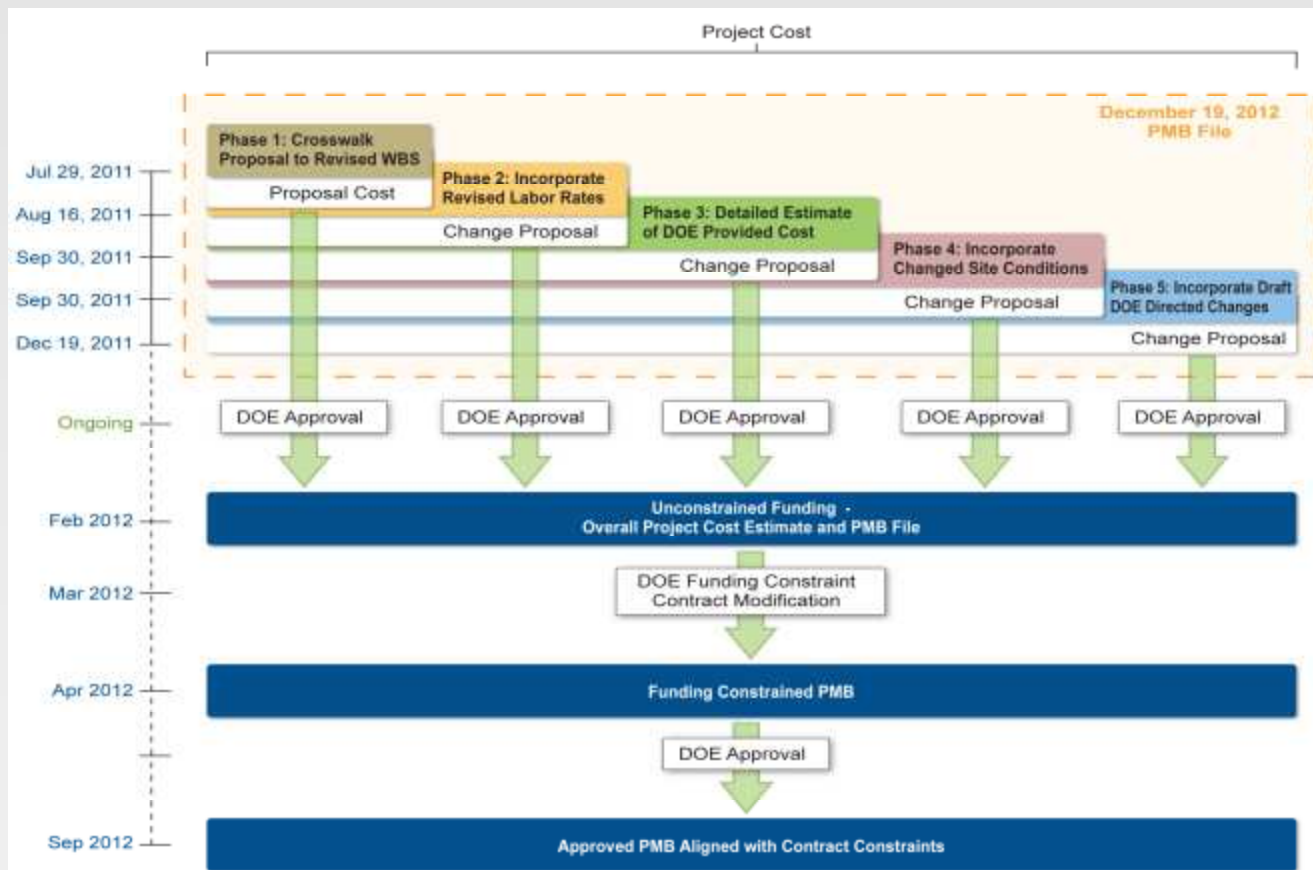 Project Cost
December 19, 2012
PMB File
Phase 1: Crosswalk
Proposal to Revised WBS
Jul 29, 2011
Proposal Cost
Phase 2: Incorporate
Revised Labor Rates
Aug 16, 2011
Change Proposal
Phase 3: Detailed Estimate
of DOE Provided Cost
Sep 30, 2011
Change Proposal
Phase 4: Incorporate
Changed Site Conditions
Sep 30, 2011
Change Proposal
Phase 5: Incorporate Draft
DOE Directed Changes
Dec 19, 2011
Change Proposal
Ongoing
DOE Approval
DOE Approval
DOE Approval
DOE Approval
DOE Approval
Feb 2012
Unconstrained Funding -
Overall Project Cost Estimate and PMB File
Mar 2012
DOE Funding Constraint
Contract Modification
Apr 2012
Funding Constrained PMB
DOE Approval
Sep 2012
Approved PMB Aligned with Contract Constraints